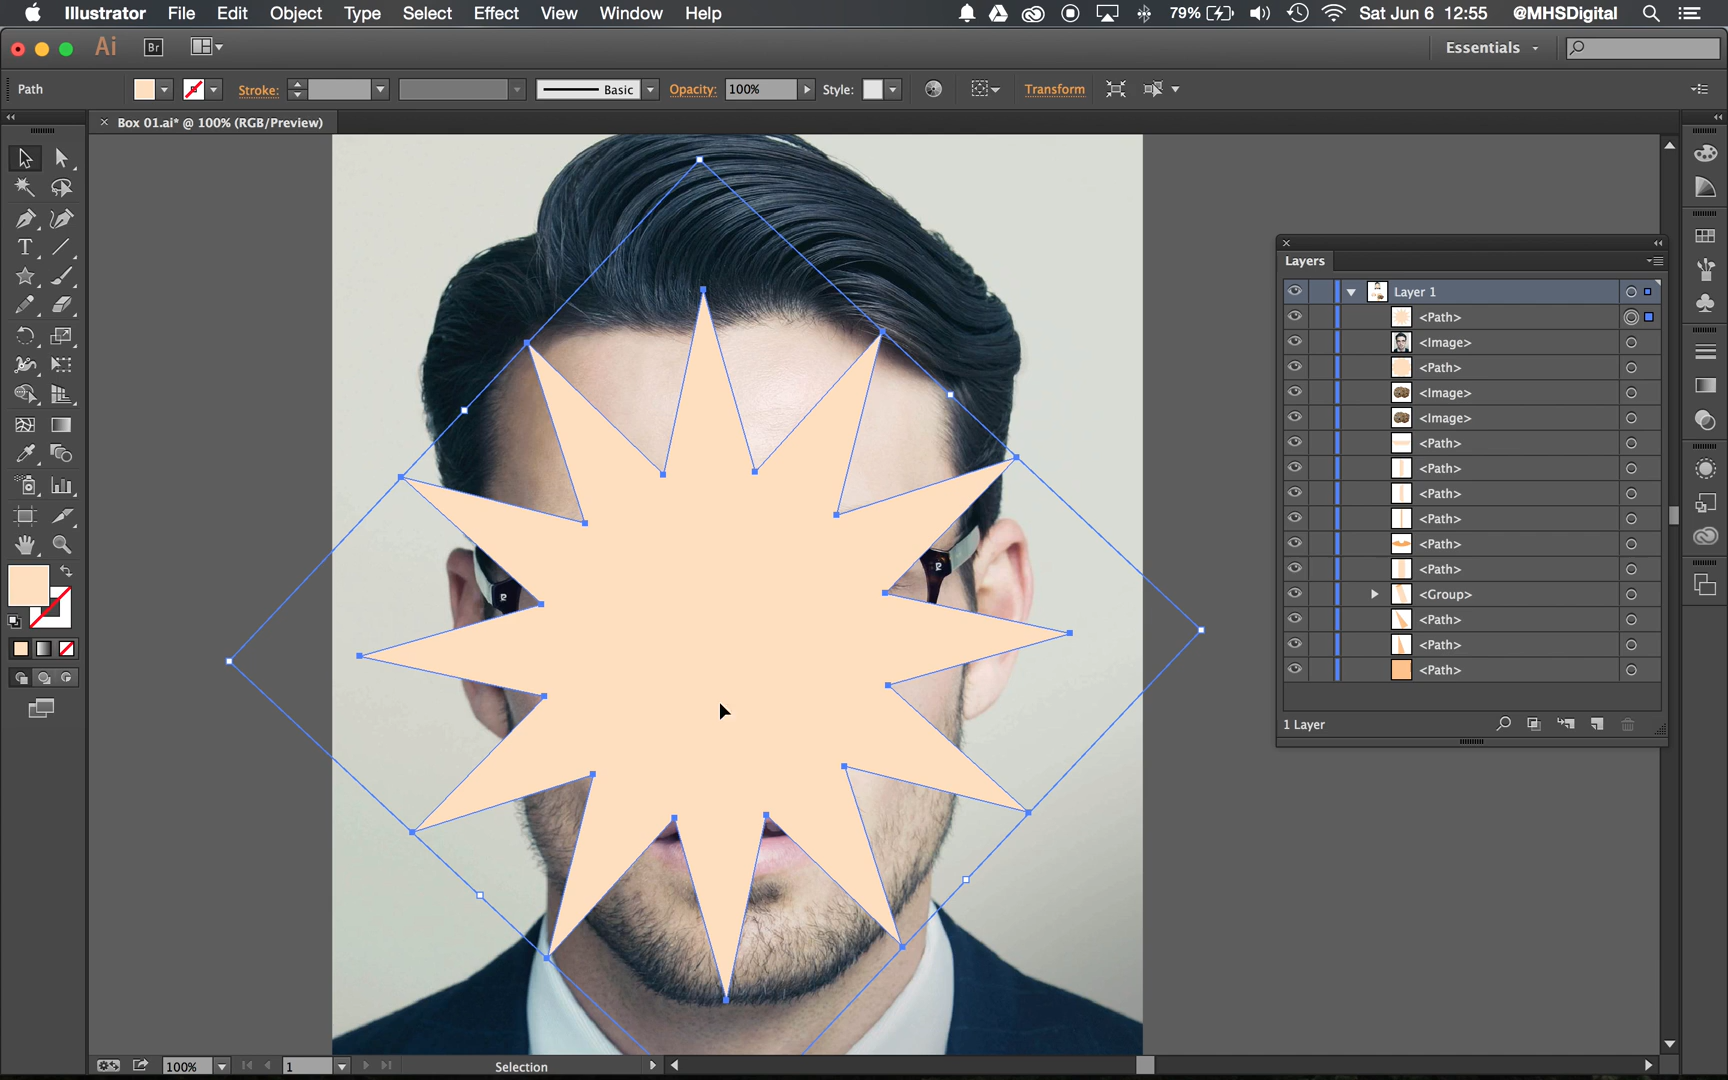 Illustrator File Edit Object Type Select Effect View Window Help 79% Sat Jun 6 12:55 @MHSDigital
Ai Br Essentials
Path Stroke: Basic Opacity: 100% Style: Transform
× Box 01.ai* @ 100% (RGB/Preview)
Layers
Layer 1
<Path>
<Image>
<Path>
<Image>
<Image>
<Path>
<Path>
<Path>
<Path>
<Path>
<Path>
<Group>
<Path>
<Path>
<Path>
1 Layer
100% 1 Selection